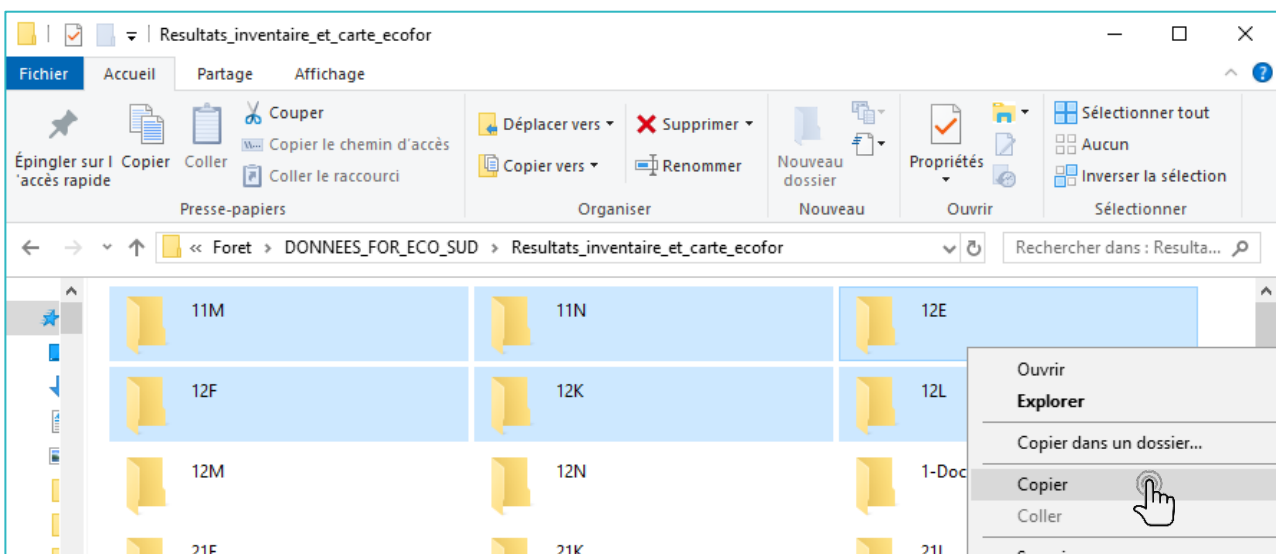 Resultats_inventaire_et_carte_ecofor
Fichier Accueil Partage Affichage
Épingler sur l
'accès rapide
Copier
Coller
Couper
Copier le chemin d'accès
Coller le raccourci
Presse-papiers
Déplacer vers
Copier vers
Supprimer
Renommer
Organiser
Nouveau
dossier
Nouveau
Propriétés
Ouvrir
Sélectionner tout
Aucun
Inverser la sélection
Sélectionner
« Foret > DONNEES_FOR_ECO_SUD > Resultats_inventaire_et_carte_ecofor
Rechercher dans : Resulta...
11M 11N 12E
12F 12K 12L
12M 12N 1-Doc
21F 21K 21L
Ouvrir
Explorer
Copier dans un dossier...
Copier
Coller